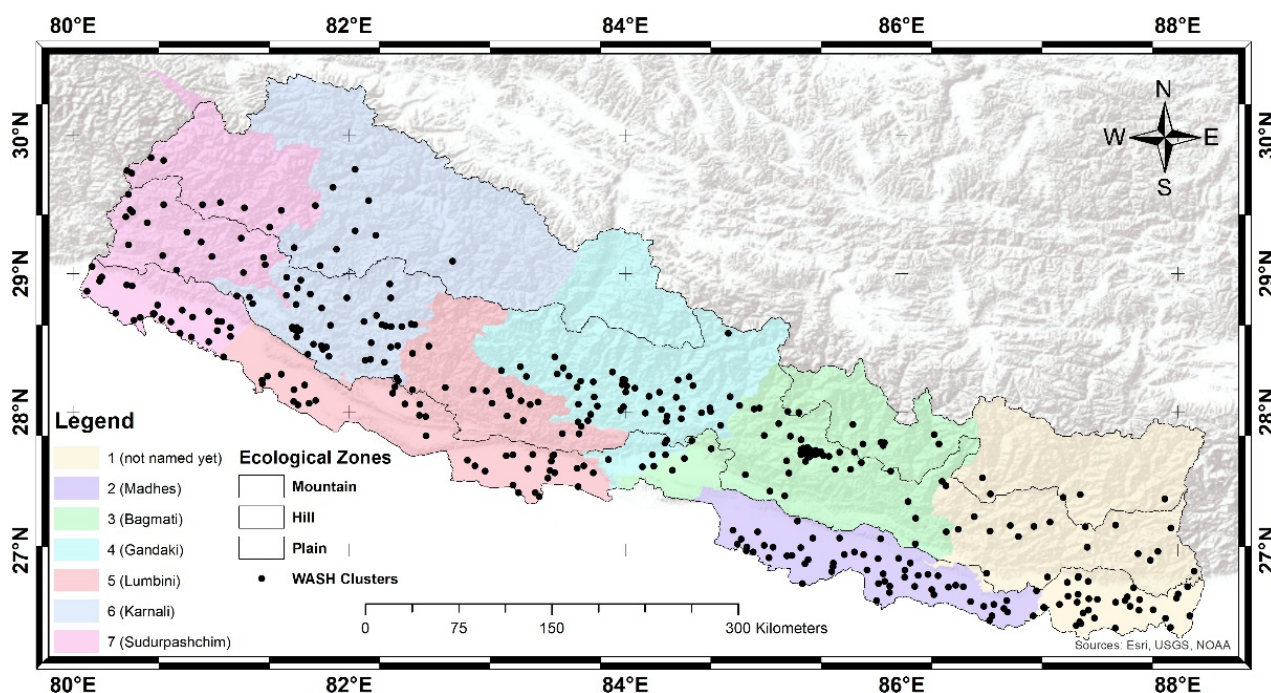 80°E 82°E 84°E 86°E 88°E
N
W E
S
30°N 30°N
29°N 29°N
28°N 28°N
27°N 27°N
Legend
1 (not named yet)
2 (Madhes)
3 (Bagmati)
4 (Gandaki)
5 (Lumbini)
6 (Karnali)
7 (Sudurpashchim)
Ecological Zones
Mountain
Hill
Plain
WASH Clusters
0 75 150 300 Kilometers
Sources: Esri, USGS, NOAA
80°E 82°E 84°E 86°E 88°E